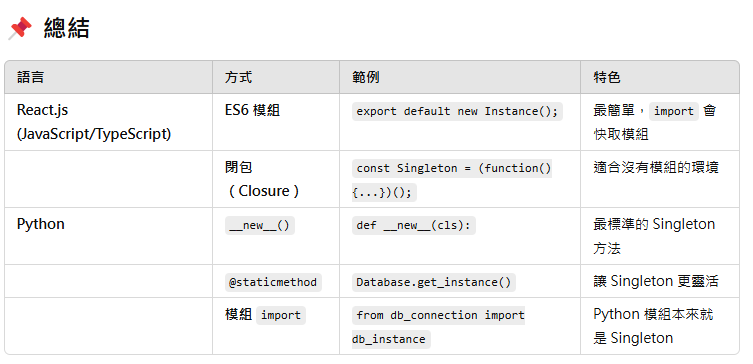 📌 總結
語言 方式 範例 特色
React.js ES6 模組 export default new Instance(); 最簡單，import 會
(JavaScript/TypeScript) 快取模組
閉包 const Singleton = (function() 適合沒有模組的環境
（Closure） {...})();
Python __new__() def __new__(cls): 最標準的 Singleton
方法
@staticmethod Database.get_instance() 讓 Singleton 更靈活
模組 import from db_connection import Python 模組本來就
db_instance 是 Singleton